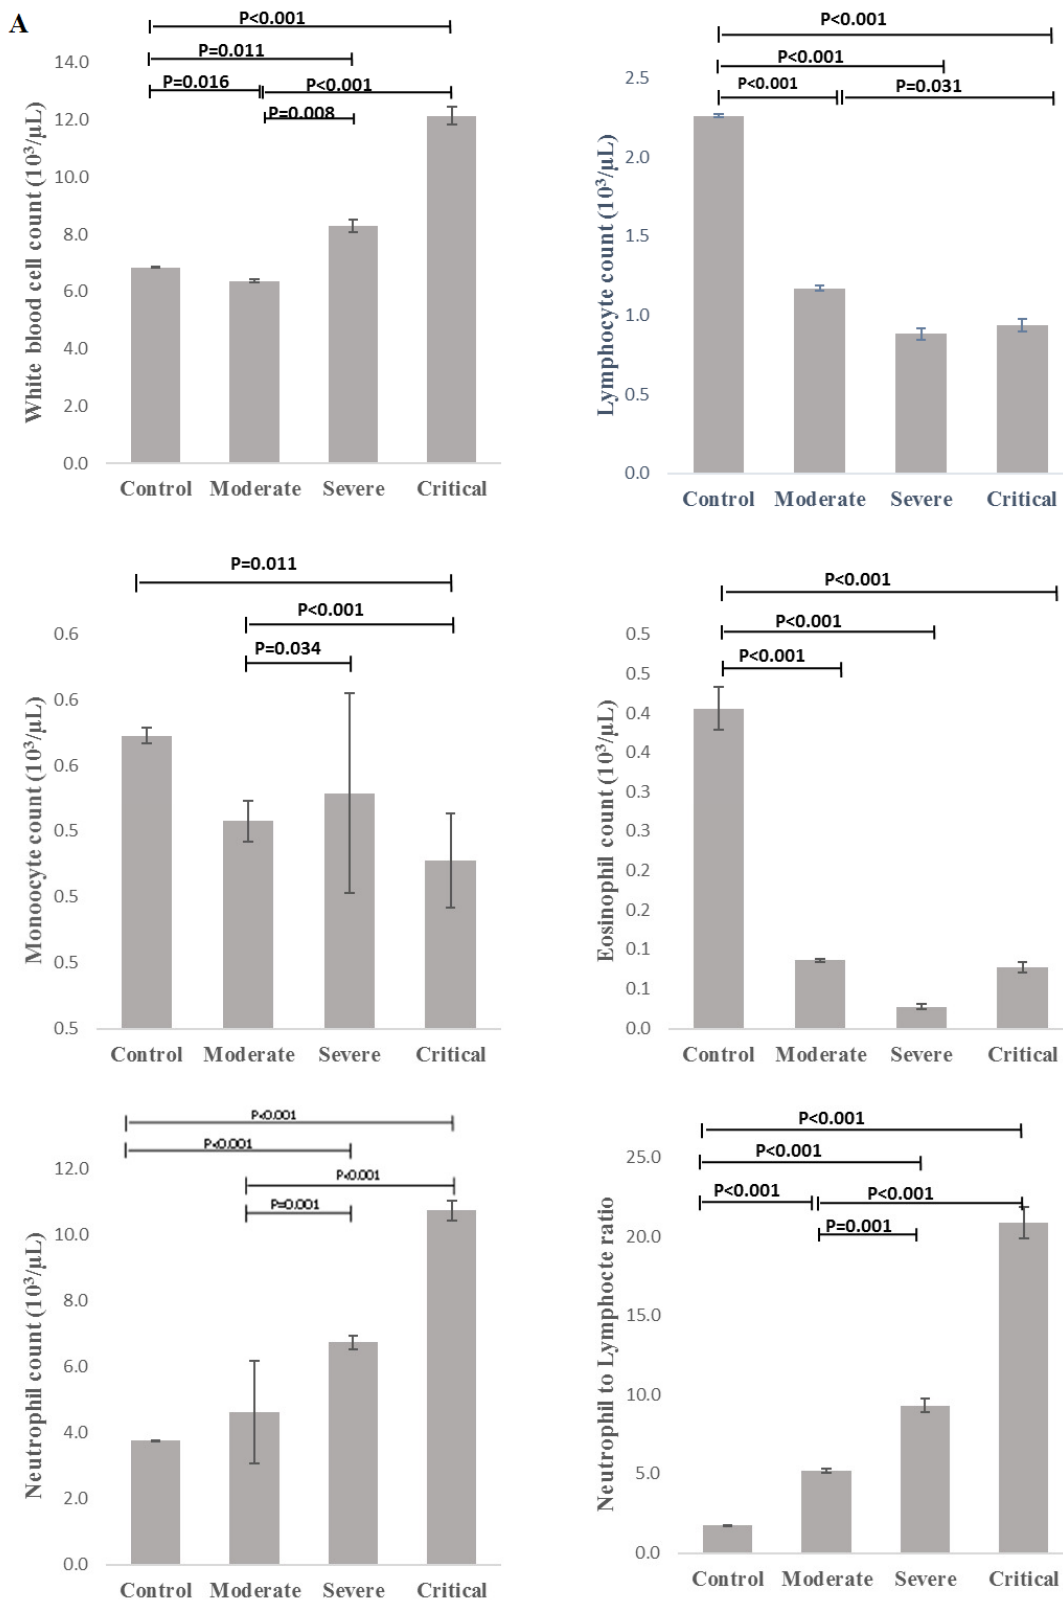 A
P<0.001
P=0.011
P=0.016
P<0.001
P=0.008
White blood cell count (10³/µL)
14.0
12.0
10.0
8.0
6.0
4.0
2.0
0.0
Control Moderate Severe Critical
P<0.001
P<0.001
P<0.001
P=0.031
Lymphocyte count (10³/µL)
2.5
2.0
1.5
1.0
0.5
0.0
Control Moderate Severe Critical
P=0.011
P<0.001
P=0.034
Monoocyte count (10³/µL)
0.6
0.6
0.6
0.5
0.5
0.5
0.5
Control Moderate Severe Critical
P<0.001
P<0.001
P<0.001
Eosinophil count (10³/µL)
0.5
0.5
0.4
0.4
0.3
0.3
0.2
0.2
0.1
0.1
0.0
Control Moderate Severe Critical
P<0.001
P<0.001
P<0.001
P=0.001
Neutrophil count (10³/µL)
12.0
10.0
8.0
6.0
4.0
2.0
0.0
Control Moderate Severe Critical
P<0.001
P<0.001
P<0.001
P<0.001
P=0.001
Neutrophil to Lymphocte ratio
25.0
20.0
15.0
10.0
5.0
0.0
Control Moderate Severe Critical